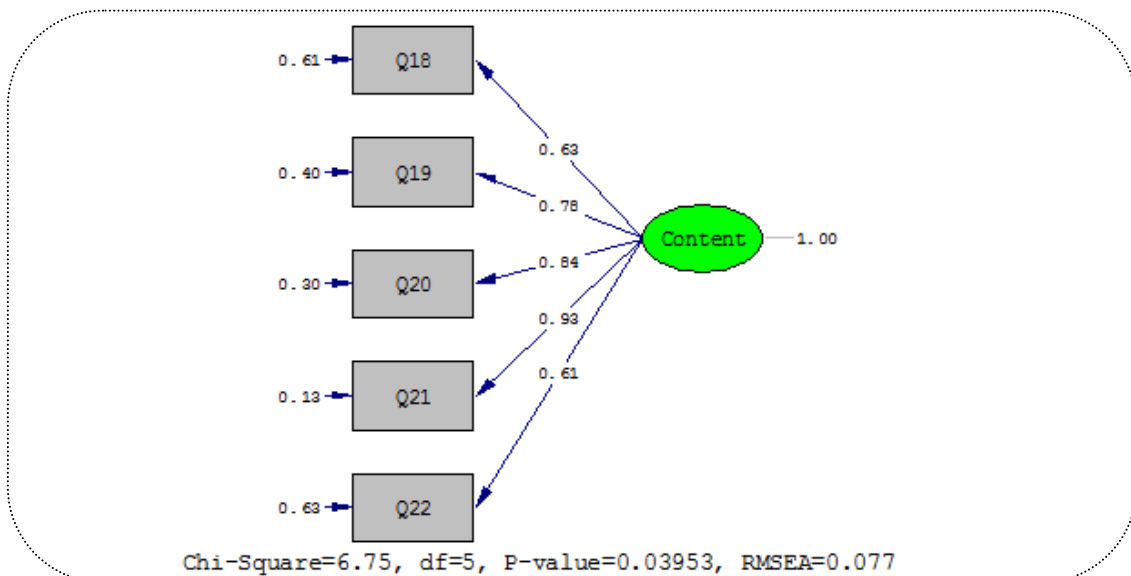 0.61 Q18
0.63
0.40 Q19
0.78
Content 1.00
0.84
0.30 Q20
0.93
0.61
0.13 Q21
0.63 Q22
Chi-Square=6.75, df=5, P-value=0.03953, RMSEA=0.077